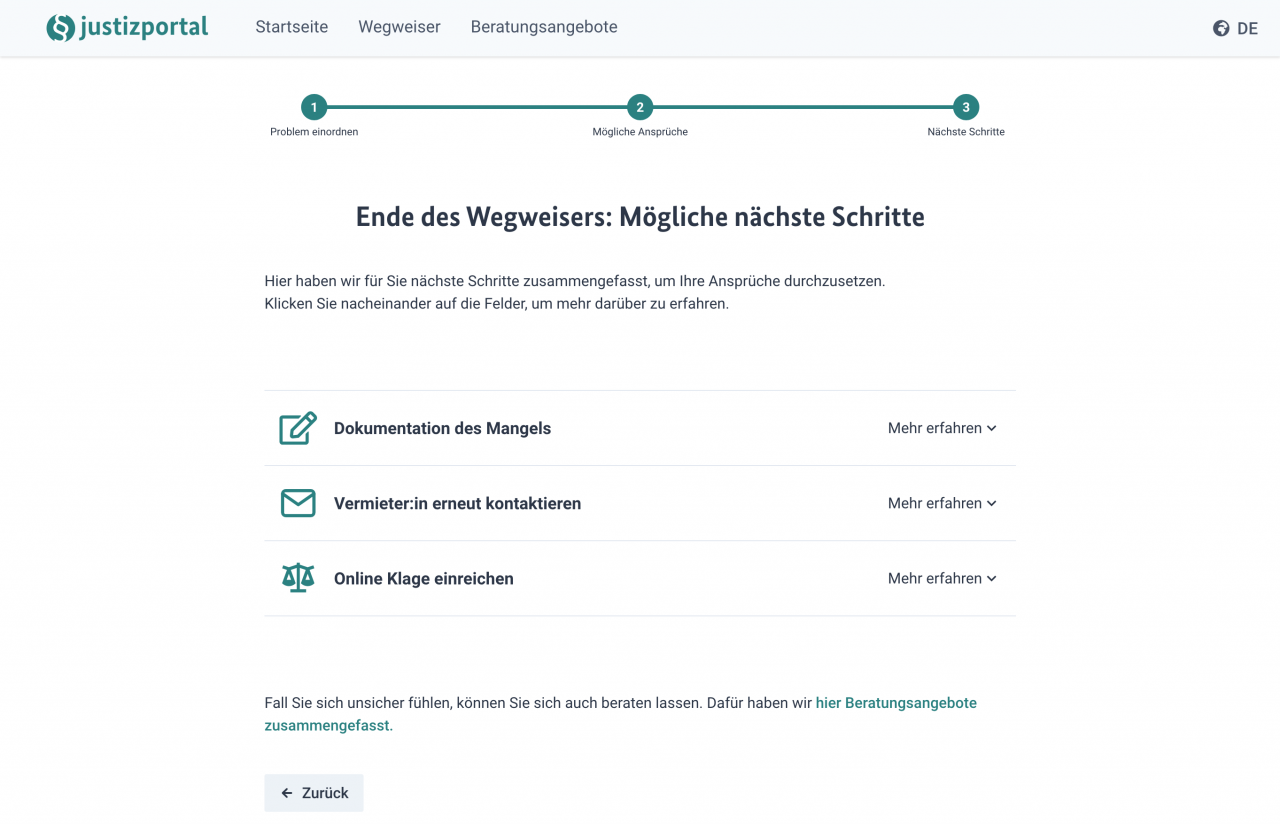 justizportal
Startseite
Wegweiser
Beratungsangebote
DE
1
2
3
Problem einordnen
Mögliche Ansprüche
Nächste Schritte
Ende des Wegweisers: Mögliche nächste Schritte
Hier haben wir für Sie nächste Schritte zusammengefasst, um Ihre Ansprüche durchzusetzen.
Klicken Sie nacheinander auf die Felder, um mehr darüber zu erfahren.
Dokumentation des Mangels
Mehr erfahren
Vermieter:in erneut kontaktieren
Mehr erfahren
Online Klage einreichen
Mehr erfahren
Fall Sie sich unsicher fühlen, können Sie sich auch beraten lassen. Dafür haben wir hier Beratungsangebote
zusammengefasst.
Zurück